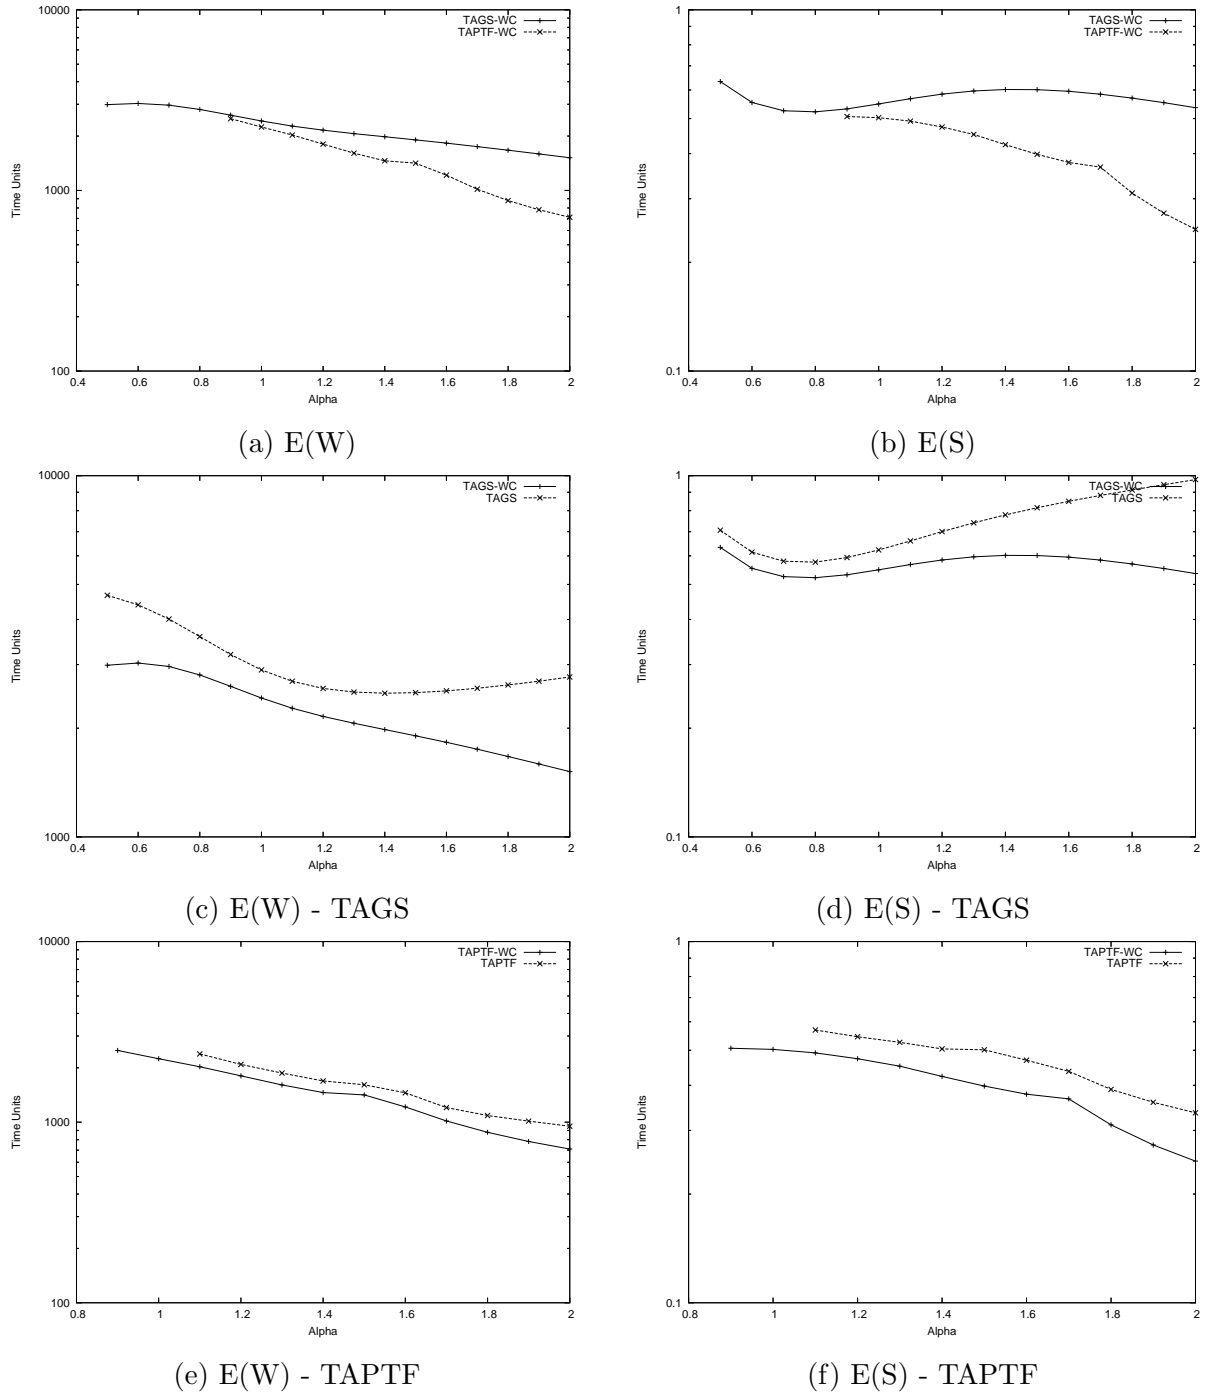 10000
1000
100
Time Units
0.4 0.6 0.8 1 1.2 1.4 1.6 1.8 2
Alpha
TAGS-WC
TAPTF-WC
(a) E(W)
1
0.1
Time Units
0.4 0.6 0.8 1 1.2 1.4 1.6 1.8 2
Alpha
TAGS-WC
TAPTF-WC
(b) E(S)
10000
1000
Time Units
0.4 0.6 0.8 1 1.2 1.4 1.6 1.8 2
Alpha
TAGS-WC
TAGS
(c) E(W) - TAGS
1
0.1
Time Units
0.4 0.6 0.8 1 1.2 1.4 1.6 1.8 2
Alpha
TAGS-WC
TAGS
(d) E(S) - TAGS
10000
1000
100
Time Units
0.8 1 1.2 1.4 1.6 1.8 2
Alpha
TAPTF-WC
TAPTF
(e) E(W) - TAPTF
1
0.1
Time Units
0.8 1 1.2 1.4 1.6 1.8 2
Alpha
TAPTF-WC
TAPTF
(f) E(S) - TAPTF